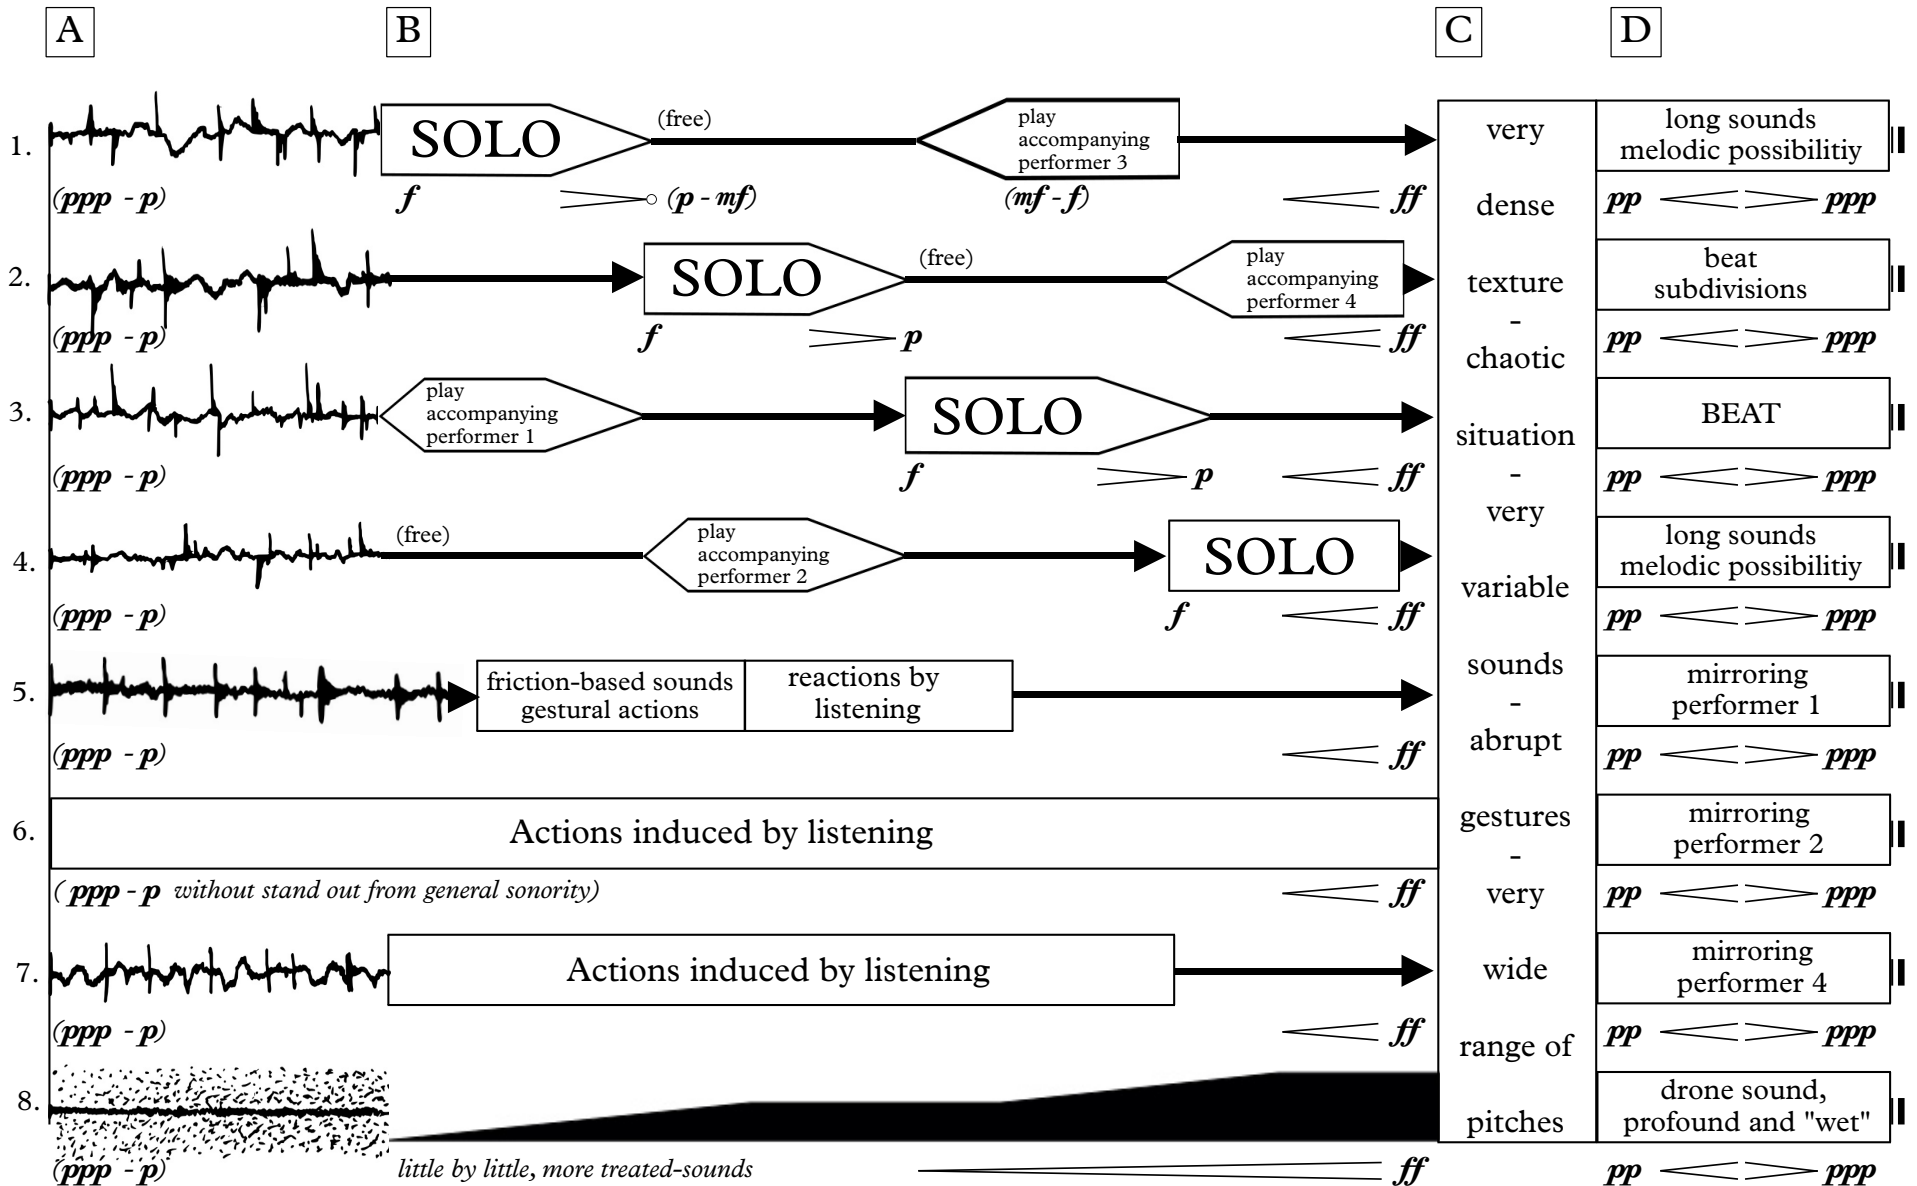 A B C D
1.
SOLO
(free)
play
accompanying
performer 3
(ppp - p) f (p - mf) (mf - f) ff
long sounds
melodic possibilitiy
pp ppp
2.
SOLO
(free)
play
accompanying
performer 4
(ppp - p) f p ff
beat
subdivisions
pp ppp
3.
play
accompanying
performer 1
SOLO
(ppp - p) f p ff
BEAT
pp ppp
4.
(free)
play
accompanying
performer 2
SOLO
(ppp - p) f ff
long sounds
melodic possibilitiy
pp ppp
5.
friction-based sounds
gestural actions
reactions by
listening
(ppp - p) ff
mirroring
performer 1
pp ppp
6.
Actions induced by listening
( ppp - p without stand out from general sonority) ff
mirroring
performer 2
pp ppp
7.
Actions induced by listening
(ppp - p) ff
mirroring
performer 4
pp ppp
8.
(ppp - p) little by little, more treated-sounds ff
drone sound,
profound and "wet"
pp ppp
very
dense
texture
-
chaotic
situation
-
very
variable
sounds
-
abrupt
gestures
-
very
wide
range of
pitches